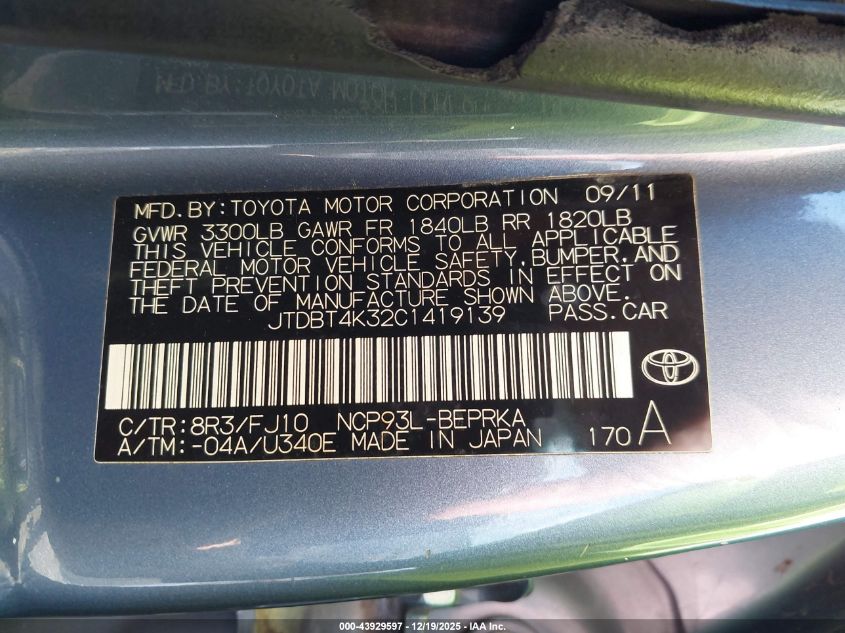 MFD.BY:TOYOTA MOTOR CORPORATION 09/11
GVWR 3300LB GAWR FR 1840LB RR 1820LB
THIS VEHICLE CONFORMS TO ALL APPLICABLE
FEDERAL MOTOR VEHICLE SAFETY,BUMPER,AND
THEFT PREVENTION STANDARDS IN EFFECT ON
THE DATE OF MANUFACTURE SHOWN ABOVE.
JTDBT4K32C1419139 PASS.CAR
C/TR:8R3/FJ10 NCP93L-BEPRKA
A/TM:-04A/U340E MADE IN JAPAN 170 A
000-43929597 - 12/19/2025 - IAA Inc.